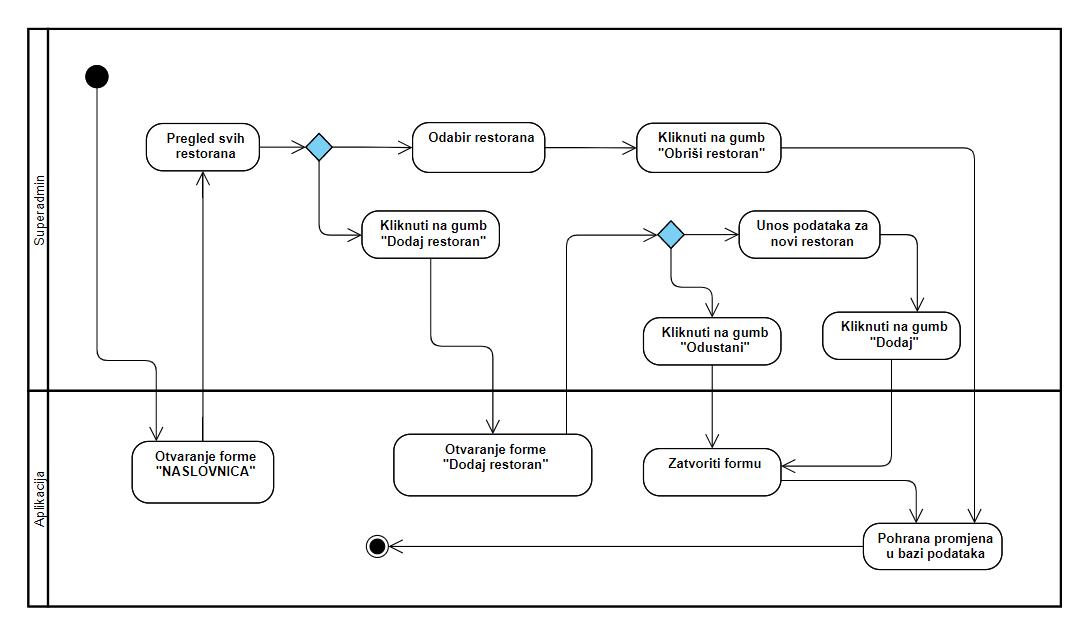 Superadmin
Pregled svih
restorana
Odabir restorana
Kliknuti na gumb
"Obriši restoran"
Kliknuti na gumb
"Dodaj restoran"
Unos podataka za
novi restoran
Kliknuti na gumb
"Odustani"
Kliknuti na gumb
"Dodaj"
Aplikacija
Otvaranje forme
"NASLOVNICA"
Otvaranje forme
"Dodaj restoran"
Zatvoriti formu
Pohrana promjena
u bazi podataka